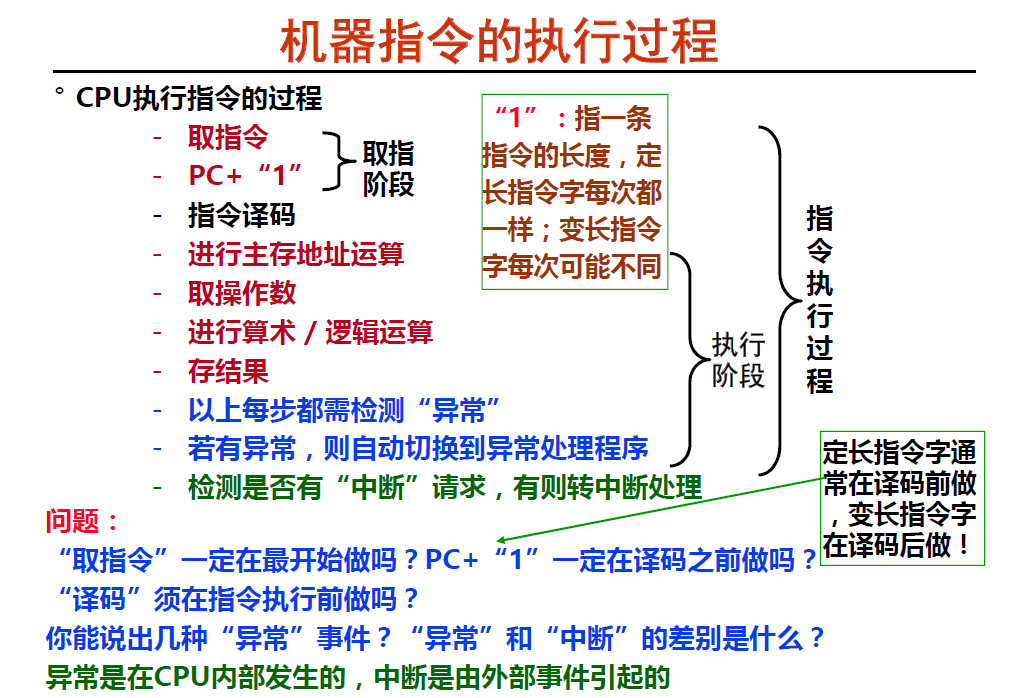 机器指令的执行过程
° CPU执行指令的过程
- 取指令
- PC+“1”
取指
阶段
- 指令译码
- 进行主存地址运算
- 取操作数
- 进行算术 / 逻辑运算
- 存结果
- 以上每步都需检测“异常”
- 若有异常，则自动切换到异常处理程序
- 检测是否有“中断”请求，有则转中断处理
“1”：指一条
指令的长度，定
长指令字每次都
一样；变长指令
字每次可能不同
执行
阶段
指
令
执
行
过
程
定长指令字通
常在译码前做
，变长指令字
在译码后做！
问题：
“取指令”一定在最开始做吗？PC+“1”一定在译码之前做吗？
“译码”须在指令执行前做吗？
你能说出几种“异常”事件？“异常”和“中断”的差别是什么？
异常是在CPU内部发生的，中断是由外部事件引起的